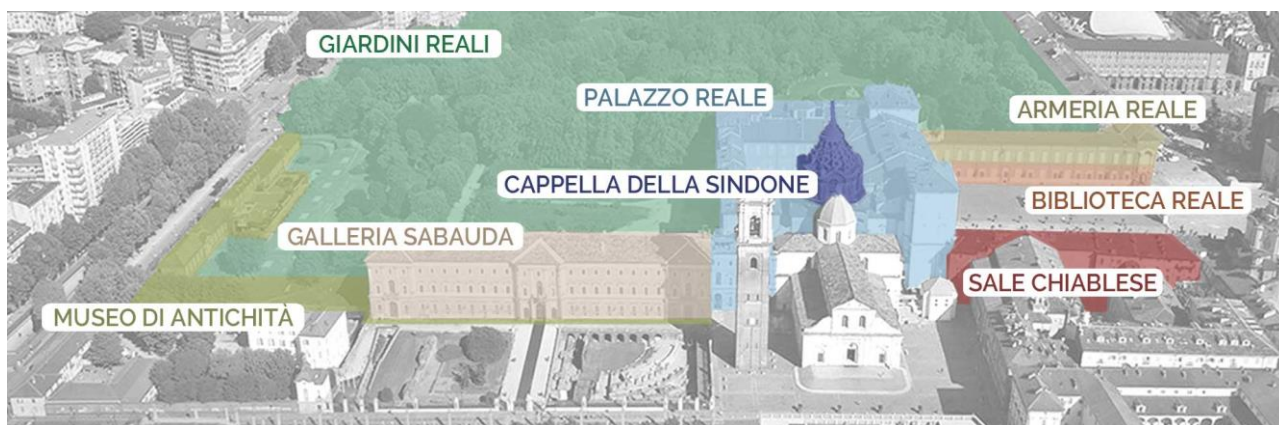 GIARDINI REALI
PALAZZO REALE
ARMERIA REALE
CAPPELLA DELLA SINDONE
BIBLIOTECA REALE
GALLERIA SABAUDA
SALE CHIABLESE
MUSEO DI ANTICHITÀ